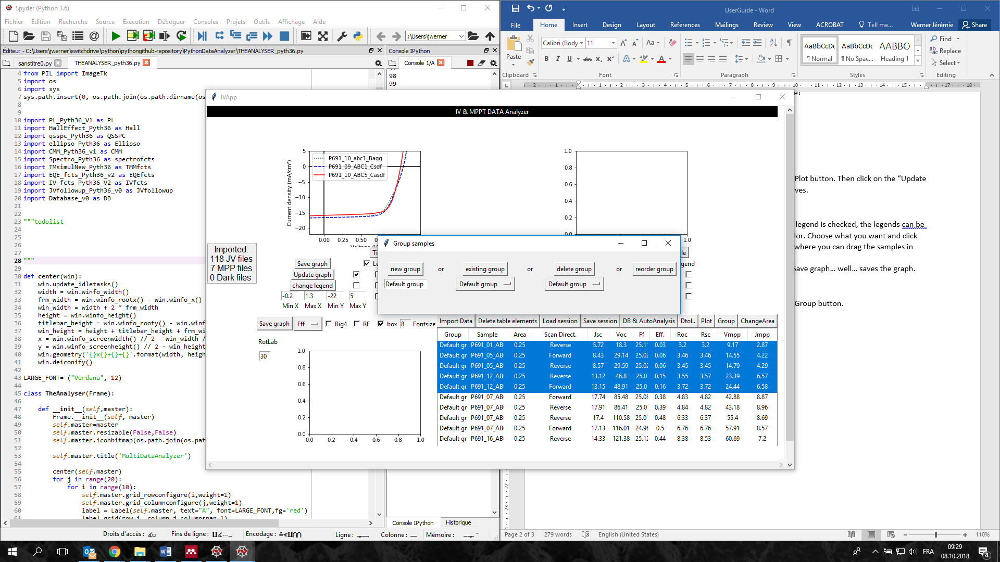 Spyder (Python 3.6)
Fichier Édition Recherche Source Exécution Déboguer Consoles Projets Outils Affichage Aide
Éditeur - C:\Users\jwerner\switchdrive\python\pythongithub-repository\PythonDataAnalyzer\THEANALYSER_pyth36.py
sanstitre0.py
THEANALYSER_pyth36.py
4 from PIL import ImageTk
5 import os
6 import sys
7 sys.path.insert(0, os.path.join(os.path.dirname(os
8
9
10 import PL_Pyth36_V1 as PL
11 import HallEffect_Pyth36 as Hall
12 import qsspc_Pyth36 as QSSPC
13 import ellipso_Pyth36 as Ellipso
14 import CMM_Pyth36_v1 as CMM
15 import Spectro_Pyth36 as spectrofcts
16 import TMsimulNew_Pyth36 as TMMfcts
17 import EQE_fcts_Pyth36_v2 as EQEfcts
18 import IV_fcts_Pyth36_V2 as IVfcts
19 import JVfollowup_Pyth36_v0 as JVfollowup
20 import Database_v0 as DB
21
22
23 """todolist
24
25
26
27
28 """
29
30 def center(win):
31 win.update_idletasks()
32 width = win.winfo_width()
33 frm_width = win.winfo_rootx() - win.winfo_x()
34 win_width = width + 2 * frm_width
35 height = win.winfo_height()
36 titlebar_height = win.winfo_rooty() - win.winf
37 win_height = height + titlebar_height + frm_wi
38 x = win.winfo_screenwidth() // 2 - win_width /
39 y = win.winfo_screenheight() // 2 - win_height
40 win.geometry('{}x{}+{}+{}'.format(width, heigh
41 win.deiconify()
42
43 LARGE_FONT= ("Verdana", 12)
44
45 class TheAnalyser(Frame):
46
47 def __init__(self,master):
48 Frame.__init__(self, master)
49 self.master=master
50 self.master.resizable(False,False)
51 self.master.iconbitmap(os.path.join(os.pat
52
53 self.master.title('MultiDataAnalyzer')
54
55 center(self.master)
56 for j in range(20):
57 for i in range(10):
58 self.master.grid_rowconfigure(i,weight=1)
59 self.master.grid_columnconfigure(j,weight=1)
60 label = Label(self.master, text="A", font=LARGE_FONT,fg='red')
Droits d'accès : Fins de ligne : Encodage : Ligne : Colonne : Mémoire :
::\Users\jwerner
Console IPython
Console 1/A
98
99
Console IPython Historique
UserGuide - Word
File Home Insert Design Layout References Mailings Review View ACROBAT Tell me... Werner Jérémie Share
Paste
Calibri (Body 11
Clipboard Font Paragraph Styles Editing
AaBbCcDc AaBbCcDc AABBC
¶ Normal ¶ No Spac... Heading 1
Find
Replace
Select
Plot button. Then click on the “Update
ves.
legend is checked, the legends can be
lor. Choose what you want and click
where you can drag the samples in
Save graph… well… saves the graph.
Group button.
Page 2 of 3 279 words English (United States) 110%
IVApp
IV & MPPT DATA Analyzer
P691_10_abc1_Bagg
P691_09_ABC1_Csdf
P691_10_ABC5_Casdf
Current density (mA/cm²)
5
0
−5
−10
−15
−20
0.00 0.25 0.50
1.0
0.8
0.6
0.4
0.2
0.0
1.0
Imported:
118 JV files
7 MPP files
0 Dark files
Save graph
Update graph
change legend
-0.2 1.3 -22 5
Min X Max X Min Y Max Y
Group samples
new group or existing group or delete group or reorder group
Default group Default group Default group
Save graph Eff Big4 RF box 8 Fontsize
RotLab
30
1.0
0.8
0.6
0.4
0.2
0.0
0.0 0.2 0.4 0.6 0.8 1.0
Import Data Delete table elements Load session Save session DB & AutoAnalysis DtoL. Plot Group ChangeArea
Group Sample Area Scan Direct. Jsc Voc Ff Eff. Roc Rsc Vmpp Jmpp
Default gr P691_01_AB 0.25 Reverse 5.72 18.3 25.1 0.03 3.2 3.2 9.17 2.87
Default gr P691_05_AB 0.25 Forward 8.43 29.14 25.0 0.06 3.46 3.46 14.55 4.22
Default gr P691_05_AB 0.25 Reverse 8.57 29.59 25.0 0.06 3.45 3.45 14.79 4.29
Default gr P691_12_AB 0.25 Reverse 13.12 46.8 25.0 0.15 3.55 3.57 23.39 6.57
Default gr P691_12_AB 0.25 Forward 13.15 48.91 25.0 0.16 3.72 3.72 24.44 6.58
Default gr P691_07_AB 0.25 Forward 17.74 85.48 25.0 0.38 4.83 4.82 42.88 8.87
Default gr P691_07_AB 0.25 Reverse 17.91 86.41 25.0 0.39 4.84 4.82 43.18 8.96
Default gr P691_07_AB 0.25 Reverse 17.4 110.58 25.0 0.48 6.33 6.37 55.4 8.69
Default gr P691_07_AB 0.25 Forward 17.13 116.01 24.96 0.5 6.76 6.76 57.91 8.57
Default gr P691_16_AB 0.25 Reverse 14.33 121.38 25.12 0.44 8.38 8.53 60.69 7.2
FRA
09:29
08.10.2018